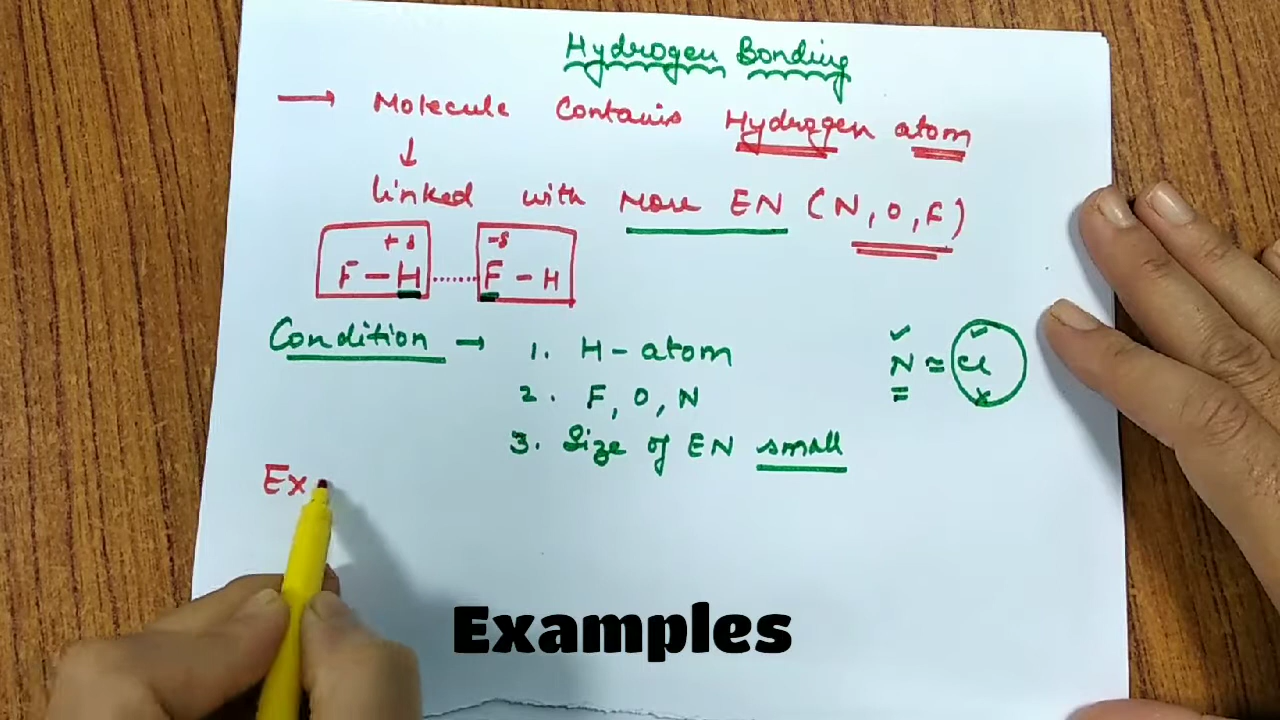 Hydrogen Bonding
→ Molecule Contains Hydrogen atom
↓
linked with More EN (N, O, F)
+δ -δ
F — H ....... F - H
Condition → 1. H - atom
2. F, O, N
3. Size of EN small
✓ ✓
N = Cl
x
Ex
Examples